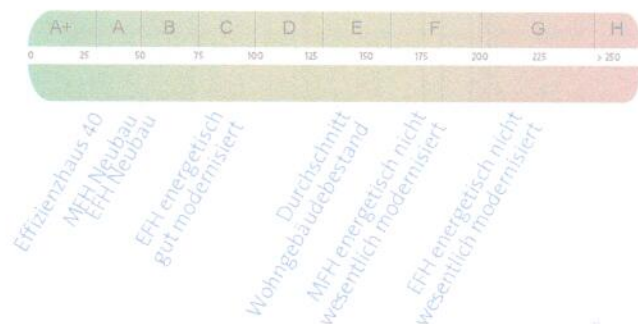 A+ A B C D E F G H
0 25 50 75 100 125 150 175 200 225 > 250
Effizienzhaus 40
MFH Neubau
EFH Neubau
EFH energetisch
gut modernisiert
Durchschnitt
Wohngebäudebestand
MFH energetisch nicht
wesentlich modernisiert
EFH energetisch nicht
wesentlich modernisiert